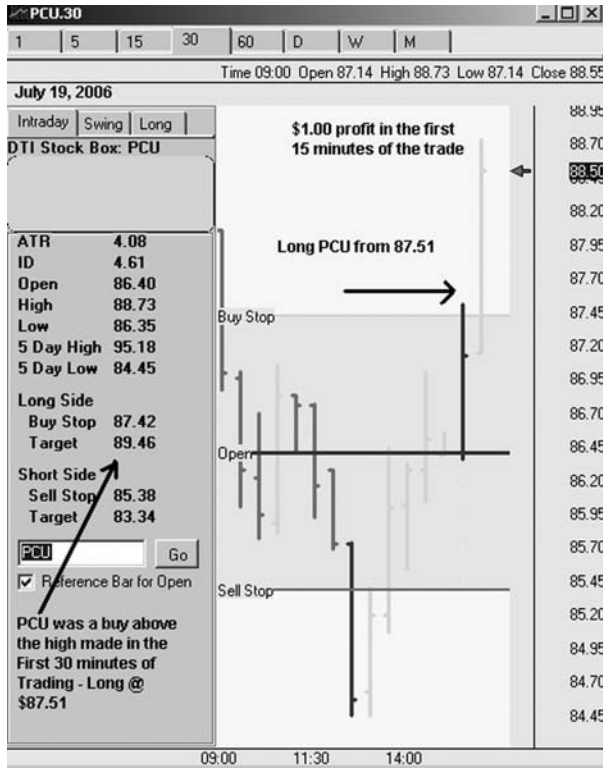 PCU.30
1 5 15 30 60 D W M
Time 09:00 Open 87.14 High 88.73 Low 87.14 Close 88.55
July 19, 2006
Intraday Swing Long
DTI Stock Box: PCU
ATR 4.08
ID 4.61
Open 86.40
High 88.73
Low 86.35
5 Day High 95.18
5 Day Low 84.45
Long Side
Buy Stop 87.42
Target 89.46
Short Side
Sell Stop 85.38
Target 83.34
PCU Go
Reference Bar for Open
PCU was a buy above
the high made in the
First 30 minutes of
Trading - Long @
$87.51
$1.00 profit in the first
15 minutes of the trade
Long PCU from 87.51
Buy Stop
Open
Sell Stop
88.95
88.70
88.50
88.20
87.95
87.70
87.45
87.20
86.95
86.70
86.45
86.20
85.95
85.70
85.45
85.20
84.95
84.70
84.45
09:00 11:30 14:00